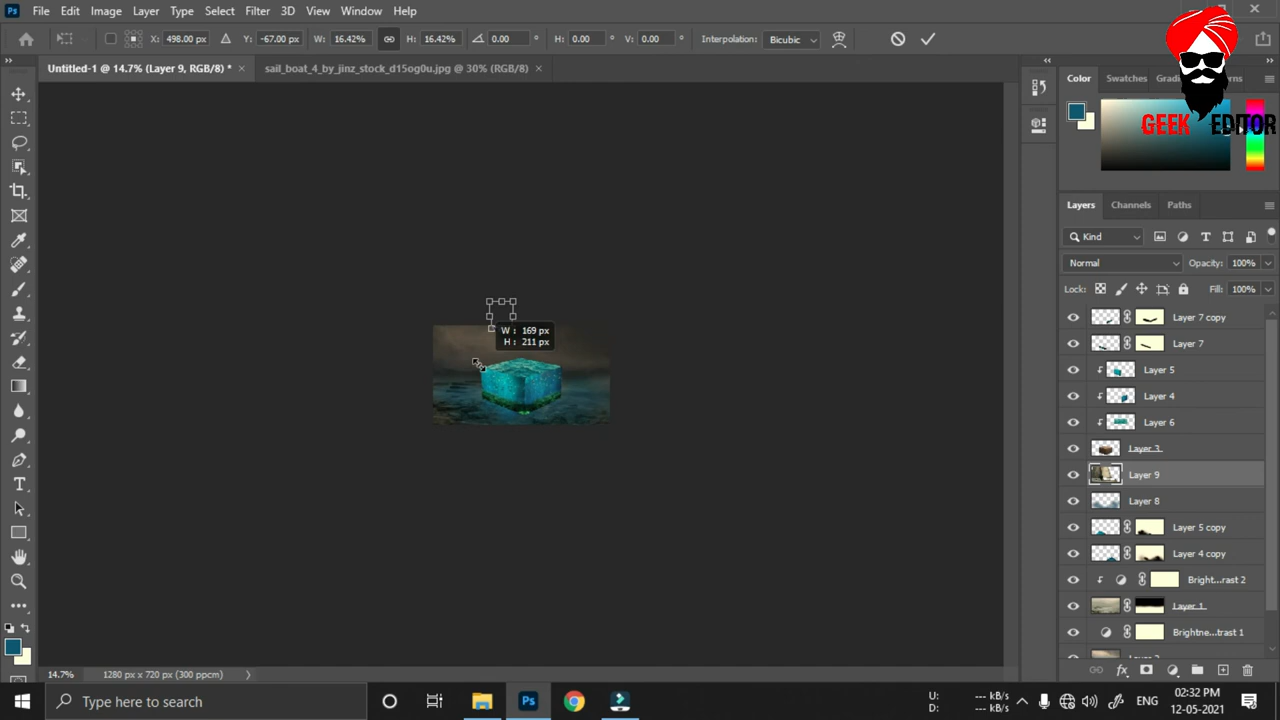 Ps File Edit Image Layer Type Select Filter 3D View Window Help
X: 498.00 px Y: -67.00 px W: 16.42% H: 16.42% 0.00 ° H: 0.00 ° V: 0.00 ° Interpolation: Bicubic
Untitled-1 @ 14.7% (Layer 9, RGB/8) * × sail_boat_4_by_jinz_stock_d15og0u.jpg @ 30% (RGB/8) ×
Color Swatches
GEEK EDITOR
Layers Channels Paths
Kind
Normal Opacity: 100%
Lock: Fill: 100%
Layer 7 copy
W: 169 px
H: 211 px
Layer 7
Layer 5
Layer 4
Layer 6
Layer 3
Layer 9
Layer 8
Layer 5 copy
Layer 4 copy
Bright...rast 2
Layer 1
Brightne...trast 1
14.7% 1280 px x 720 px (300 ppcm)
fx
Type here to search
Ps
U: --- kB/s
D: --- kB/s
ENG
02:32 PM
12-05-2021